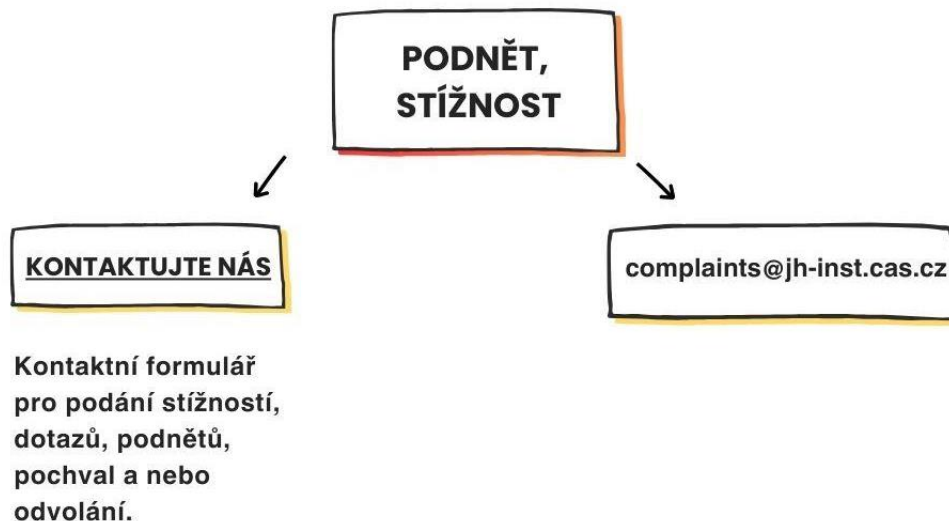 PODNĚT,
STÍŽNOST
KONTAKTUJTE NÁS
complaints@jh-inst.cas.cz
Kontaktní formulář
pro podání stížností,
dotazů, podnětů,
pochval a nebo
odvolání.